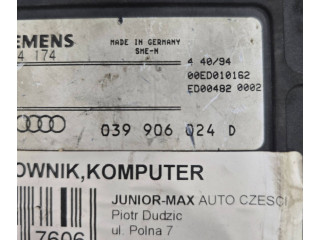 EMENS
4 174
MADE IN GERMANY
SME-N
4 40/94
00ED010162
ED00482 0002
039 906 024 D
OWNIK,KOMPUTER
JUNIOR-MAX AUTO CZESCI
Piotr Dudzic
ul. Polna 7
7606